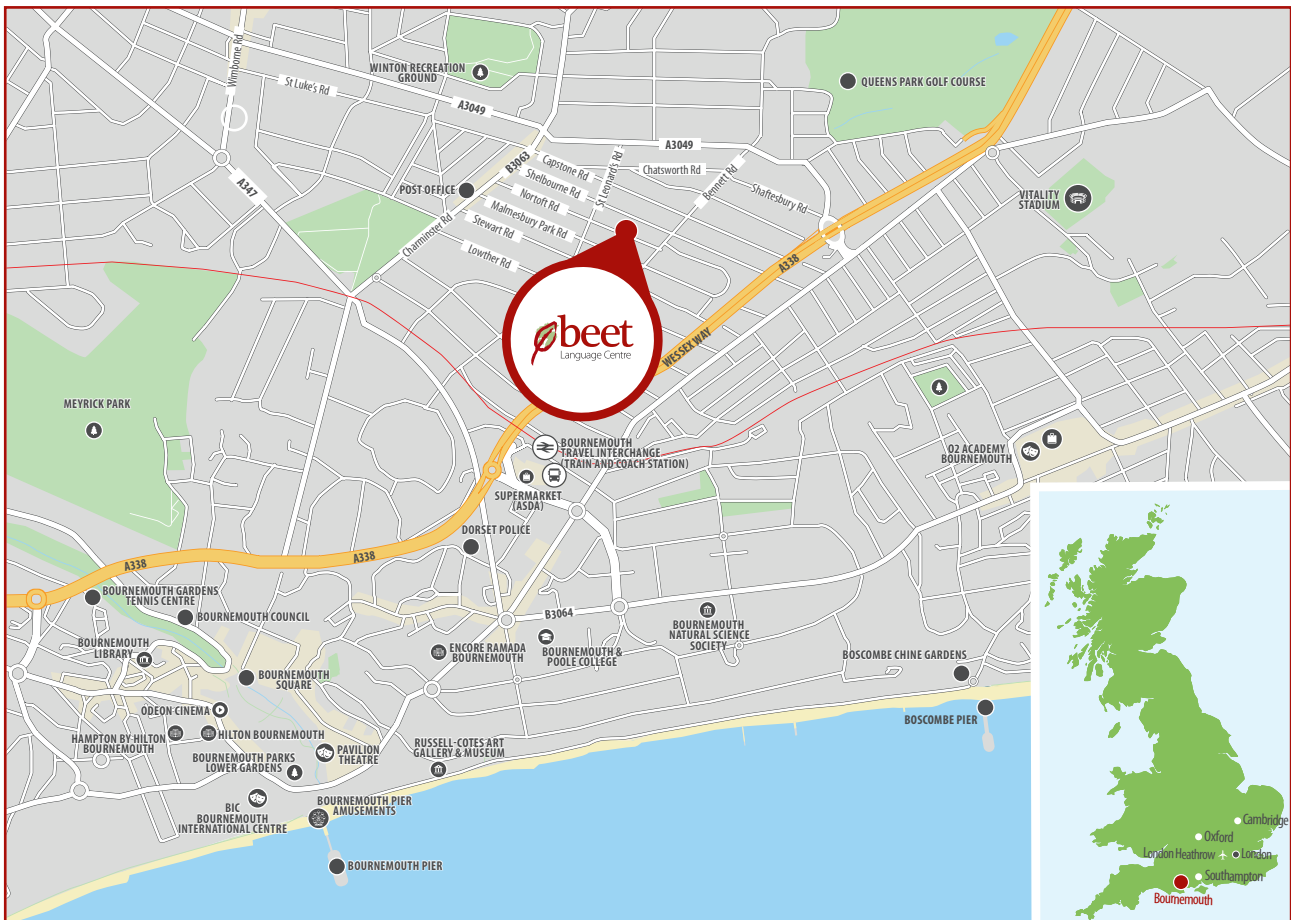 Wimborne Rd
WINTON RECREATION
GROUND
St Luke's Rd
A3049
QUEENS PARK GOLF COURSE
A3049
B3063
Capstone Rd
Shelbourne Rd
Nortoft Rd
Malmesbury Park Rd
Stewart Rd
Lowther Rd
St Leonard's Rd
Chatsworth Rd
Bennett Rd
Shaftesbury Rd
A347
POST OFFICE
Charminster Rd
VITALITY
STADIUM
A338
beet
Language Centre
WESSEX WAY
MEYRICK PARK
BOURNEMOUTH
TRAVEL INTERCHANGE
(TRAIN AND COACH STATION)
O2 ACADEMY
BOURNEMOUTH
SUPERMARKET
(ASDA)
DORSET POLICE
A338
A338
BOURNEMOUTH GARDENS
TENNIS CENTRE
BOURNEMOUTH COUNCIL
B3064
BOURNEMOUTH
NATURAL SCIENCE
SOCIETY
BOURNEMOUTH
LIBRARY
ENCORE RAMADA
BOURNEMOUTH
BOURNEMOUTH &
POOLE COLLEGE
BOSCOMBE CHINE GARDENS
BOURNEMOUTH
SQUARE
ODEON CINEMA
BOSCOMBE PIER
HAMPTON BY HILTON
BOURNEMOUTH
HILTON BOURNEMOUTH
BOURNEMOUTH PARKS
LOWER GARDENS
PAVILION
THEATRE
RUSSELL-COTES ART
GALLERY & MUSEUM
BIC
BOURNEMOUTH
INTERNATIONAL CENTRE
BOURNEMOUTH PIER
AMUSEMENTS
BOURNEMOUTH PIER
Cambridge
Oxford
London Heathrow
London
Southampton
Bournemouth